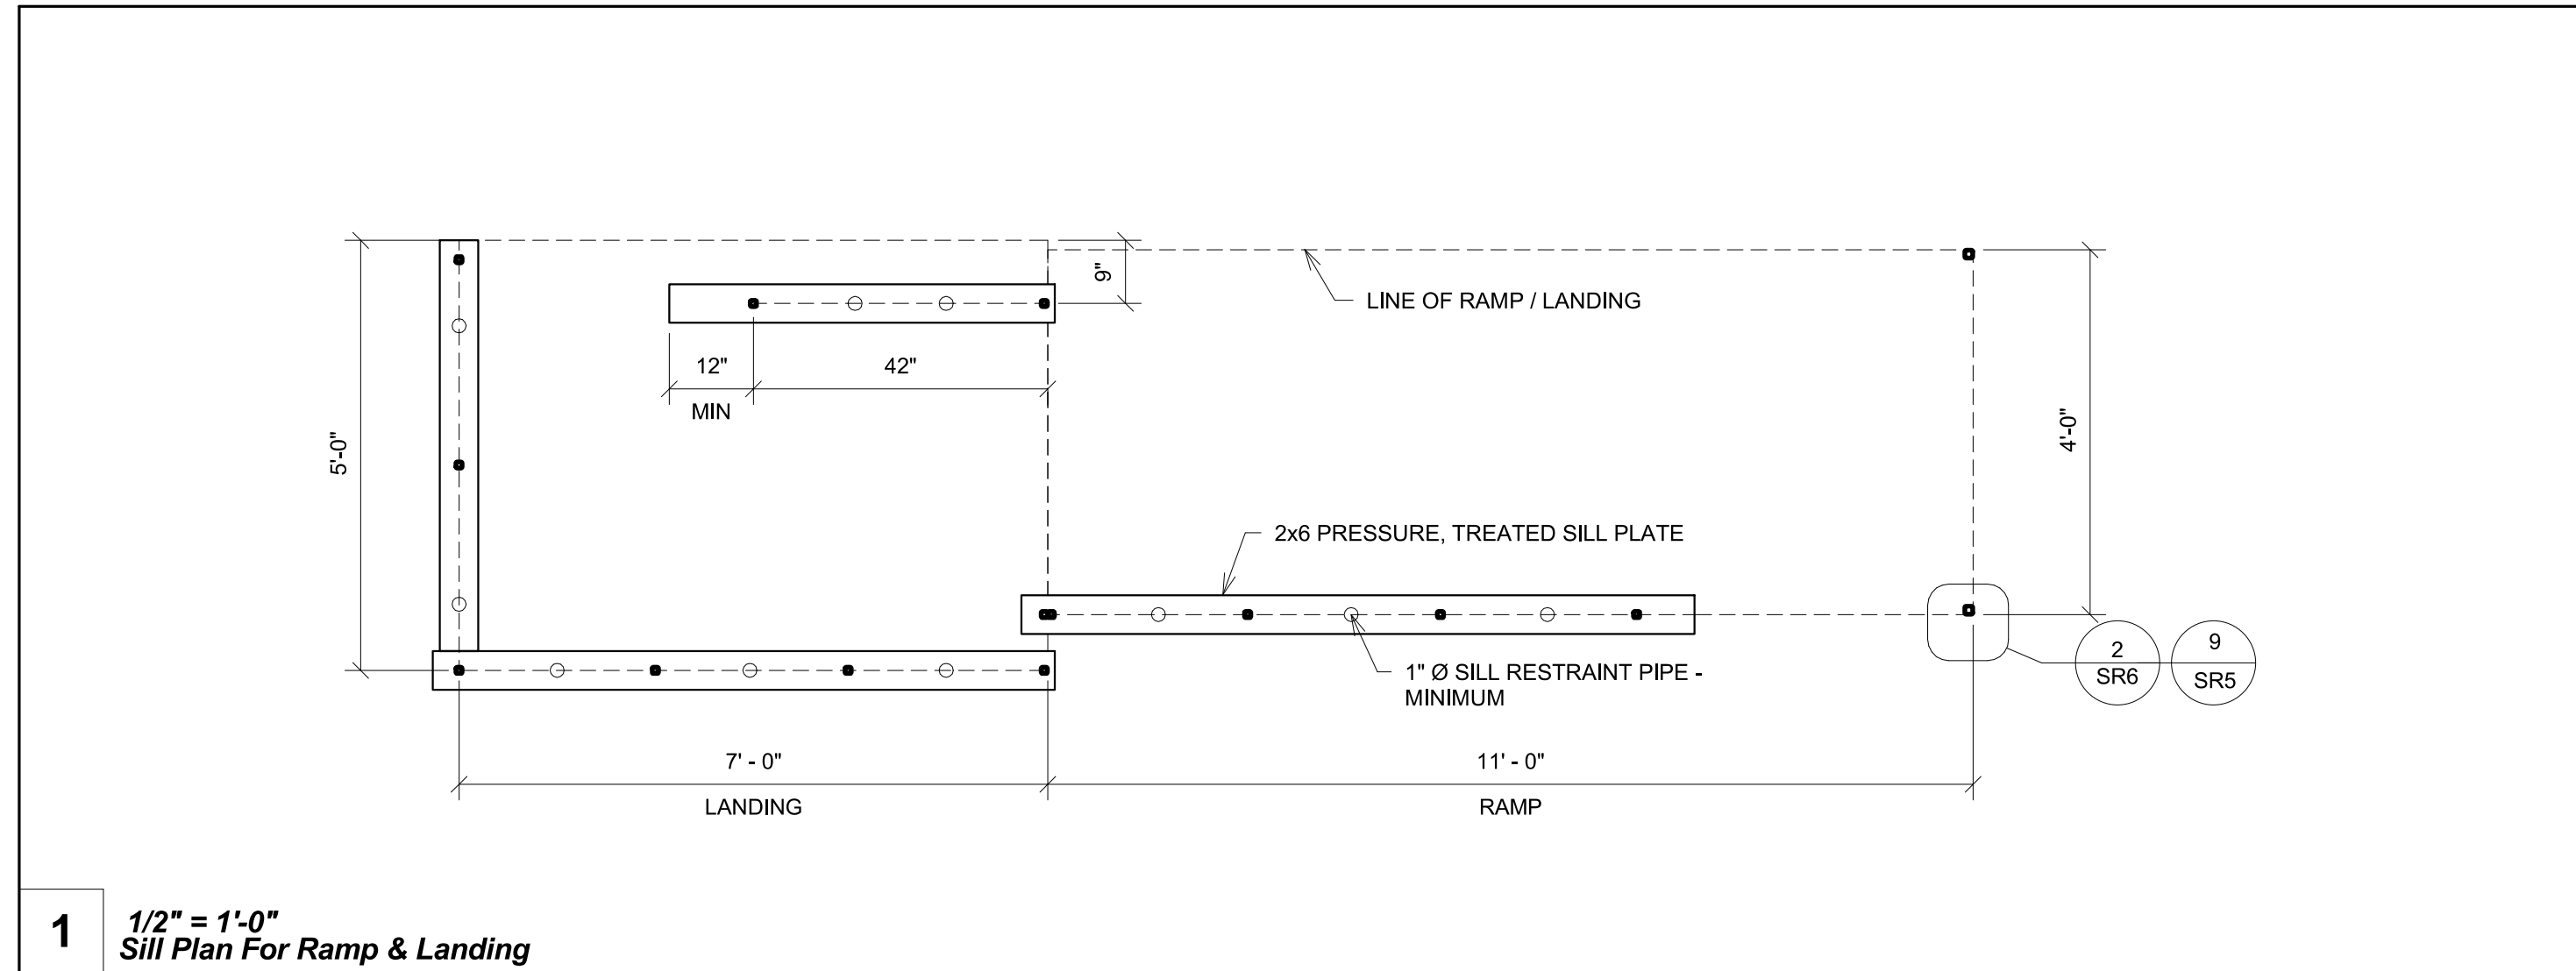 9"
LINE OF RAMP / LANDING
12"
42"
MIN
5'-0"
4'-0"
2x6 PRESSURE, TREATED SILL PLATE
1" Ø SILL RESTRAINT PIPE -
MINIMUM
2
SR6
9
SR5
7' - 0"
LANDING
11' - 0"
RAMP
1
1/2" = 1'-0"
Sill Plan For Ramp & Landing